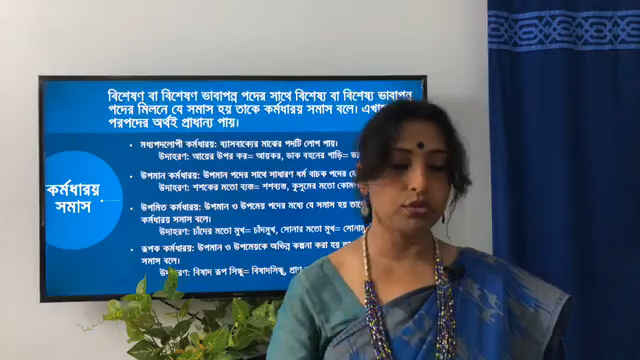 বিশেষণ বা বিশেষণ ভাবাপন্ন পদের সাথে বিশেষ্য বা বিশেষ্য ভাবাপন্ন
পদের মিলনে যে সমাস হয় তাকে কর্মধারয় সমাস বলে।
পরপদের অর্থই প্রাধান্য পায়।
কর্মধারয়
সমাস
• মধ্যপদলোপী কর্মধারয়: ব্যাসবাক্যের মাঝের পদটি লোপ পায়।
উদাহরণ: আয়ের উপর কর= আয়কর, ডাক বহনের গাড়ি=
• উপমান কর্মধারয়: উপমান পদের সাথে সাধারণ ধর্ম বাচক পদের
উদাহরণ: শশকের মতো ব্যস্ত= শশব্যস্ত, কুসুমের মতো
• উপমিত কর্মধারয়: উপমান ও উপমেয় পদের মধ্যে যে সমাস হয়
কর্মধারয় সমাস বলে।
উদাহরণ: চাঁদের মতো মুখ= চাঁদমুখ, সোনার মতো মুখ=
• রূপক কর্মধারয়: উপমান ও উপমেয়কে অভিন্ন কল্পনা করা হয়
সমাস বলে।
বিষাদ রূপ সিন্ধু= বিষাদসিন্ধু,